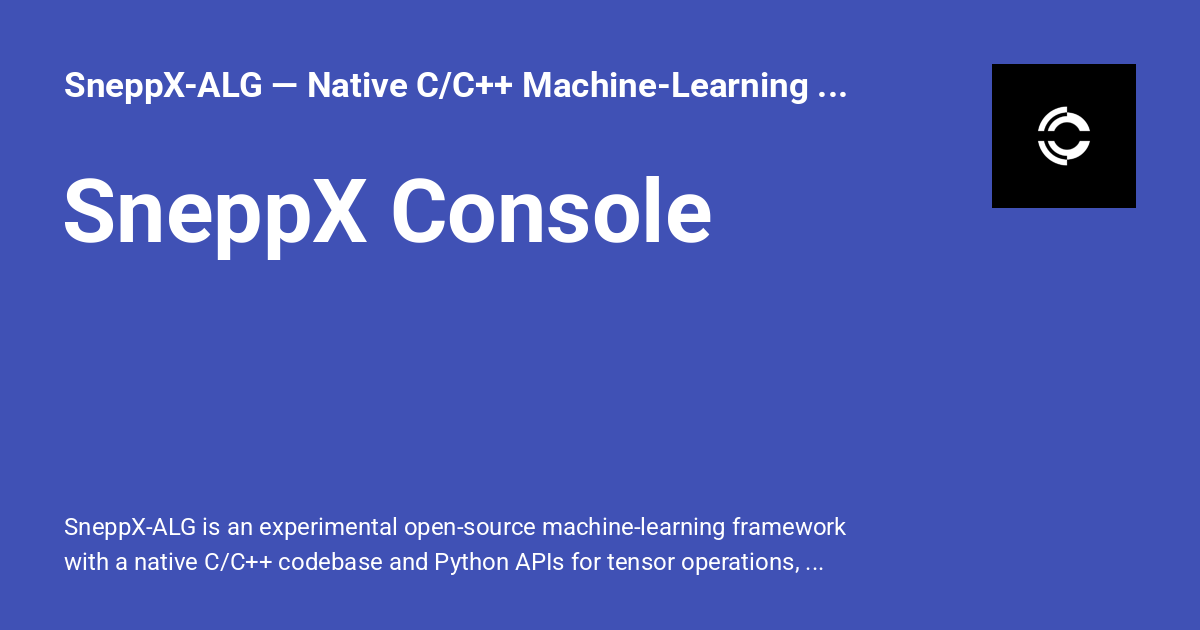 SneppX-ALG — Native C/C++ Machine-Learning ...
SneppX Console
SneppX-ALG is an experimental open-source machine-learning framework
with a native C/C++ codebase and Python APIs for tensor operations, ...